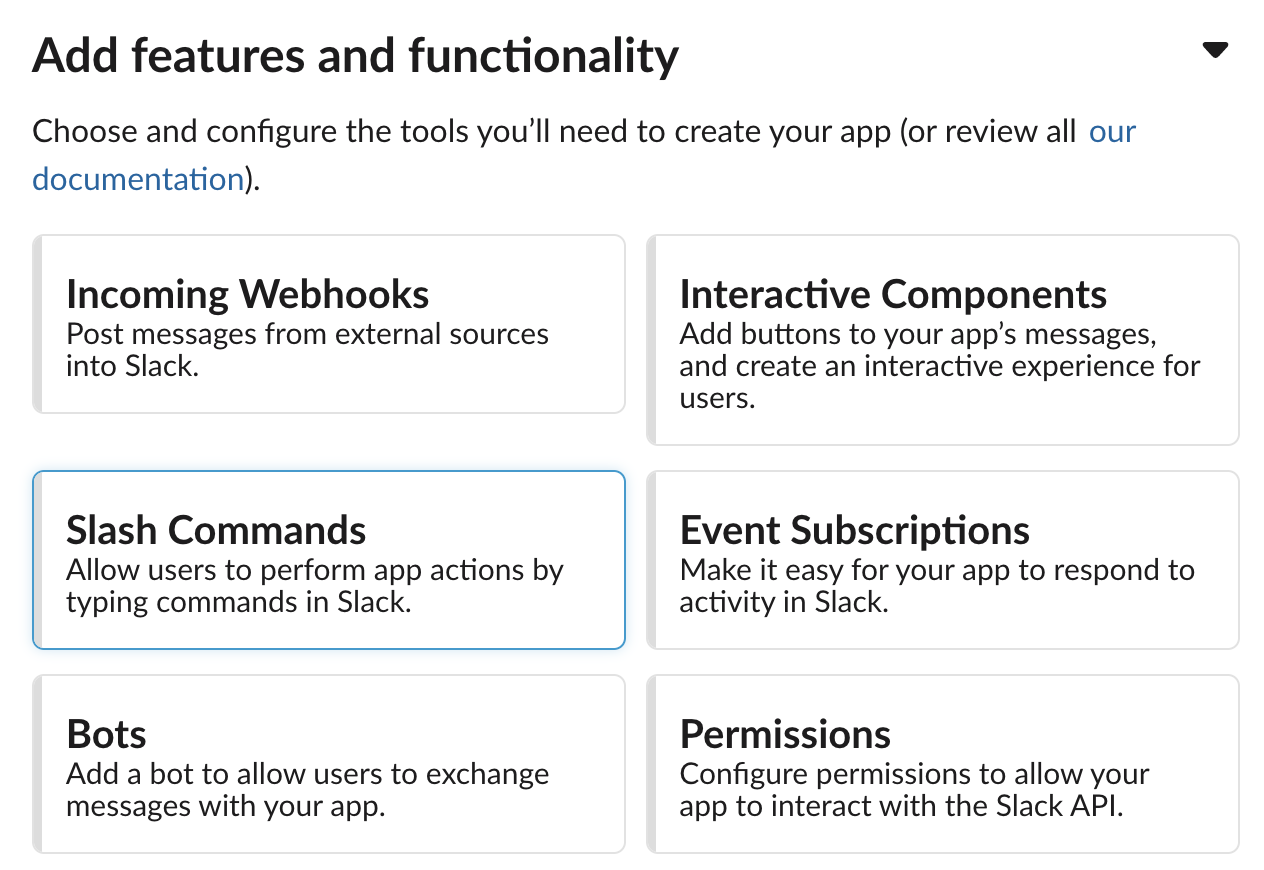 Add features and functionality
Choose and configure the tools you’ll need to create your app (or review all our
documentation).
Incoming Webhooks
Post messages from external sources
into Slack.
Interactive Components
Add buttons to your app’s messages,
and create an interactive experience for
users.
Slash Commands
Allow users to perform app actions by
typing commands in Slack.
Event Subscriptions
Make it easy for your app to respond to
activity in Slack.
Bots
Add a bot to allow users to exchange
messages with your app.
Permissions
Configure permissions to allow your
app to interact with the Slack API.